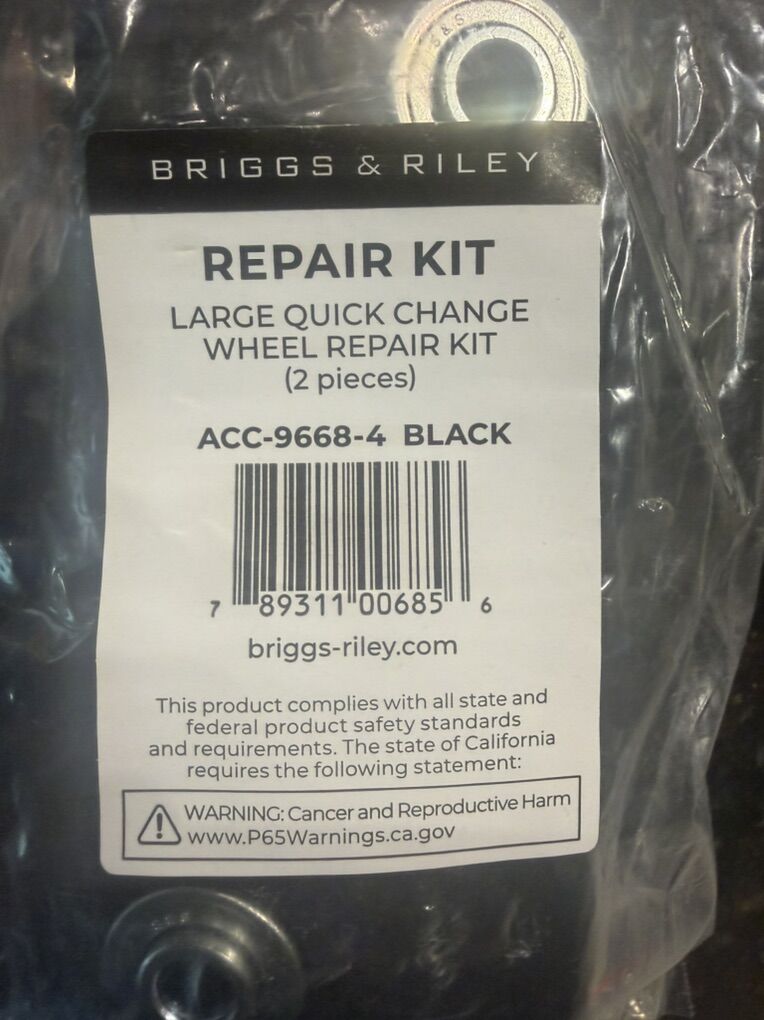 BRIGGS & RILEY
REPAIR KIT
LARGE QUICK CHANGE
WHEEL REPAIR KIT
(2 pieces)
ACC-9668-4 BLACK
7 89311 00685 6
briggs-riley.com
This product complies with all state and
federal product safety standards
and requirements. The state of California
requires the following statement:
WARNING: Cancer and Reproductive Harm
www.P65Warnings.ca.gov